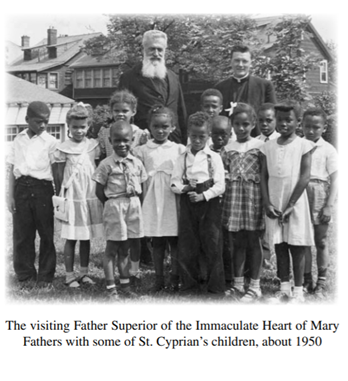 The visiting Father Superior of the Immaculate Heart of Mary
Fathers with some of St. Cyprian's children, about 1950